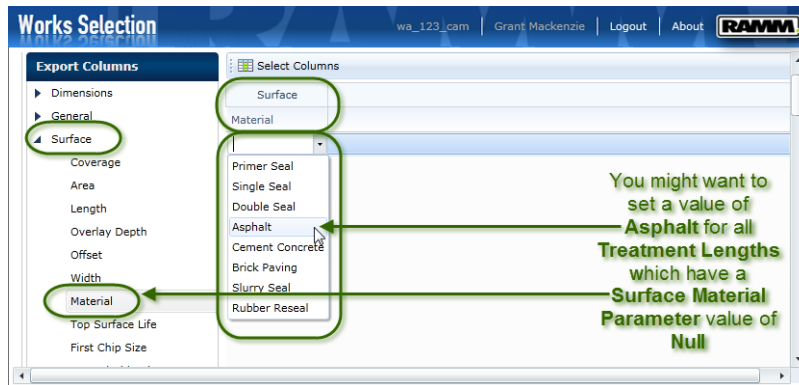 Works Selection
wa_123_cam
Grant Mackenzie
Logout
About
RAMM
Export Columns
Dimensions
General
Surface
Coverage
Area
Length
Overlay Depth
Offset
Width
Material
Top Surface Life
First Chip Size
Select Columns
Surface
Material
Primer Seal
Single Seal
Double Seal
Asphalt
Cement Concrete
Brick Paving
Slurry Seal
Rubber Reseal
You might want to
set a value of
Asphalt for all
Treatment Lengths
which have a
Surface Material
Parameter value of
Null